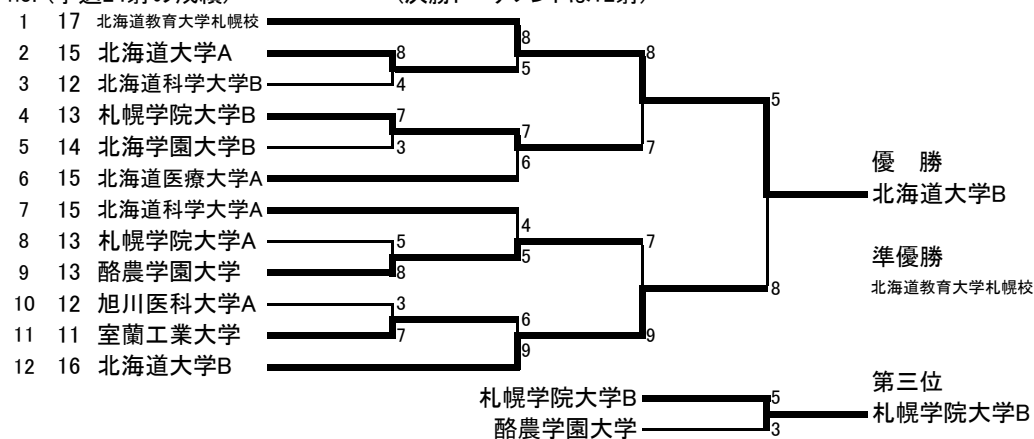 1 17 北海道教育大学札幌校
2 15 北海道大学A
3 12 北海道科学大学B
4 13 札幌学院大学B
5 14 北海学園大学B
6 15 北海道医療大学A
7 15 北海道科学大学A
8 13 札幌学院大学A
9 13 酪農学園大学
10 12 旭川医科大学A
11 11 室蘭工業大学
12 16 北海道大学B
8
4
7
3
5
8
3
7
8
5
7
6
4
5
6
9
8
7
7
9
5
8
優 勝
北海道大学B
準優勝
北海道教育大学札幌校
札幌学院大学B 5
酪農学園大学 3
第三位
札幌学院大学B